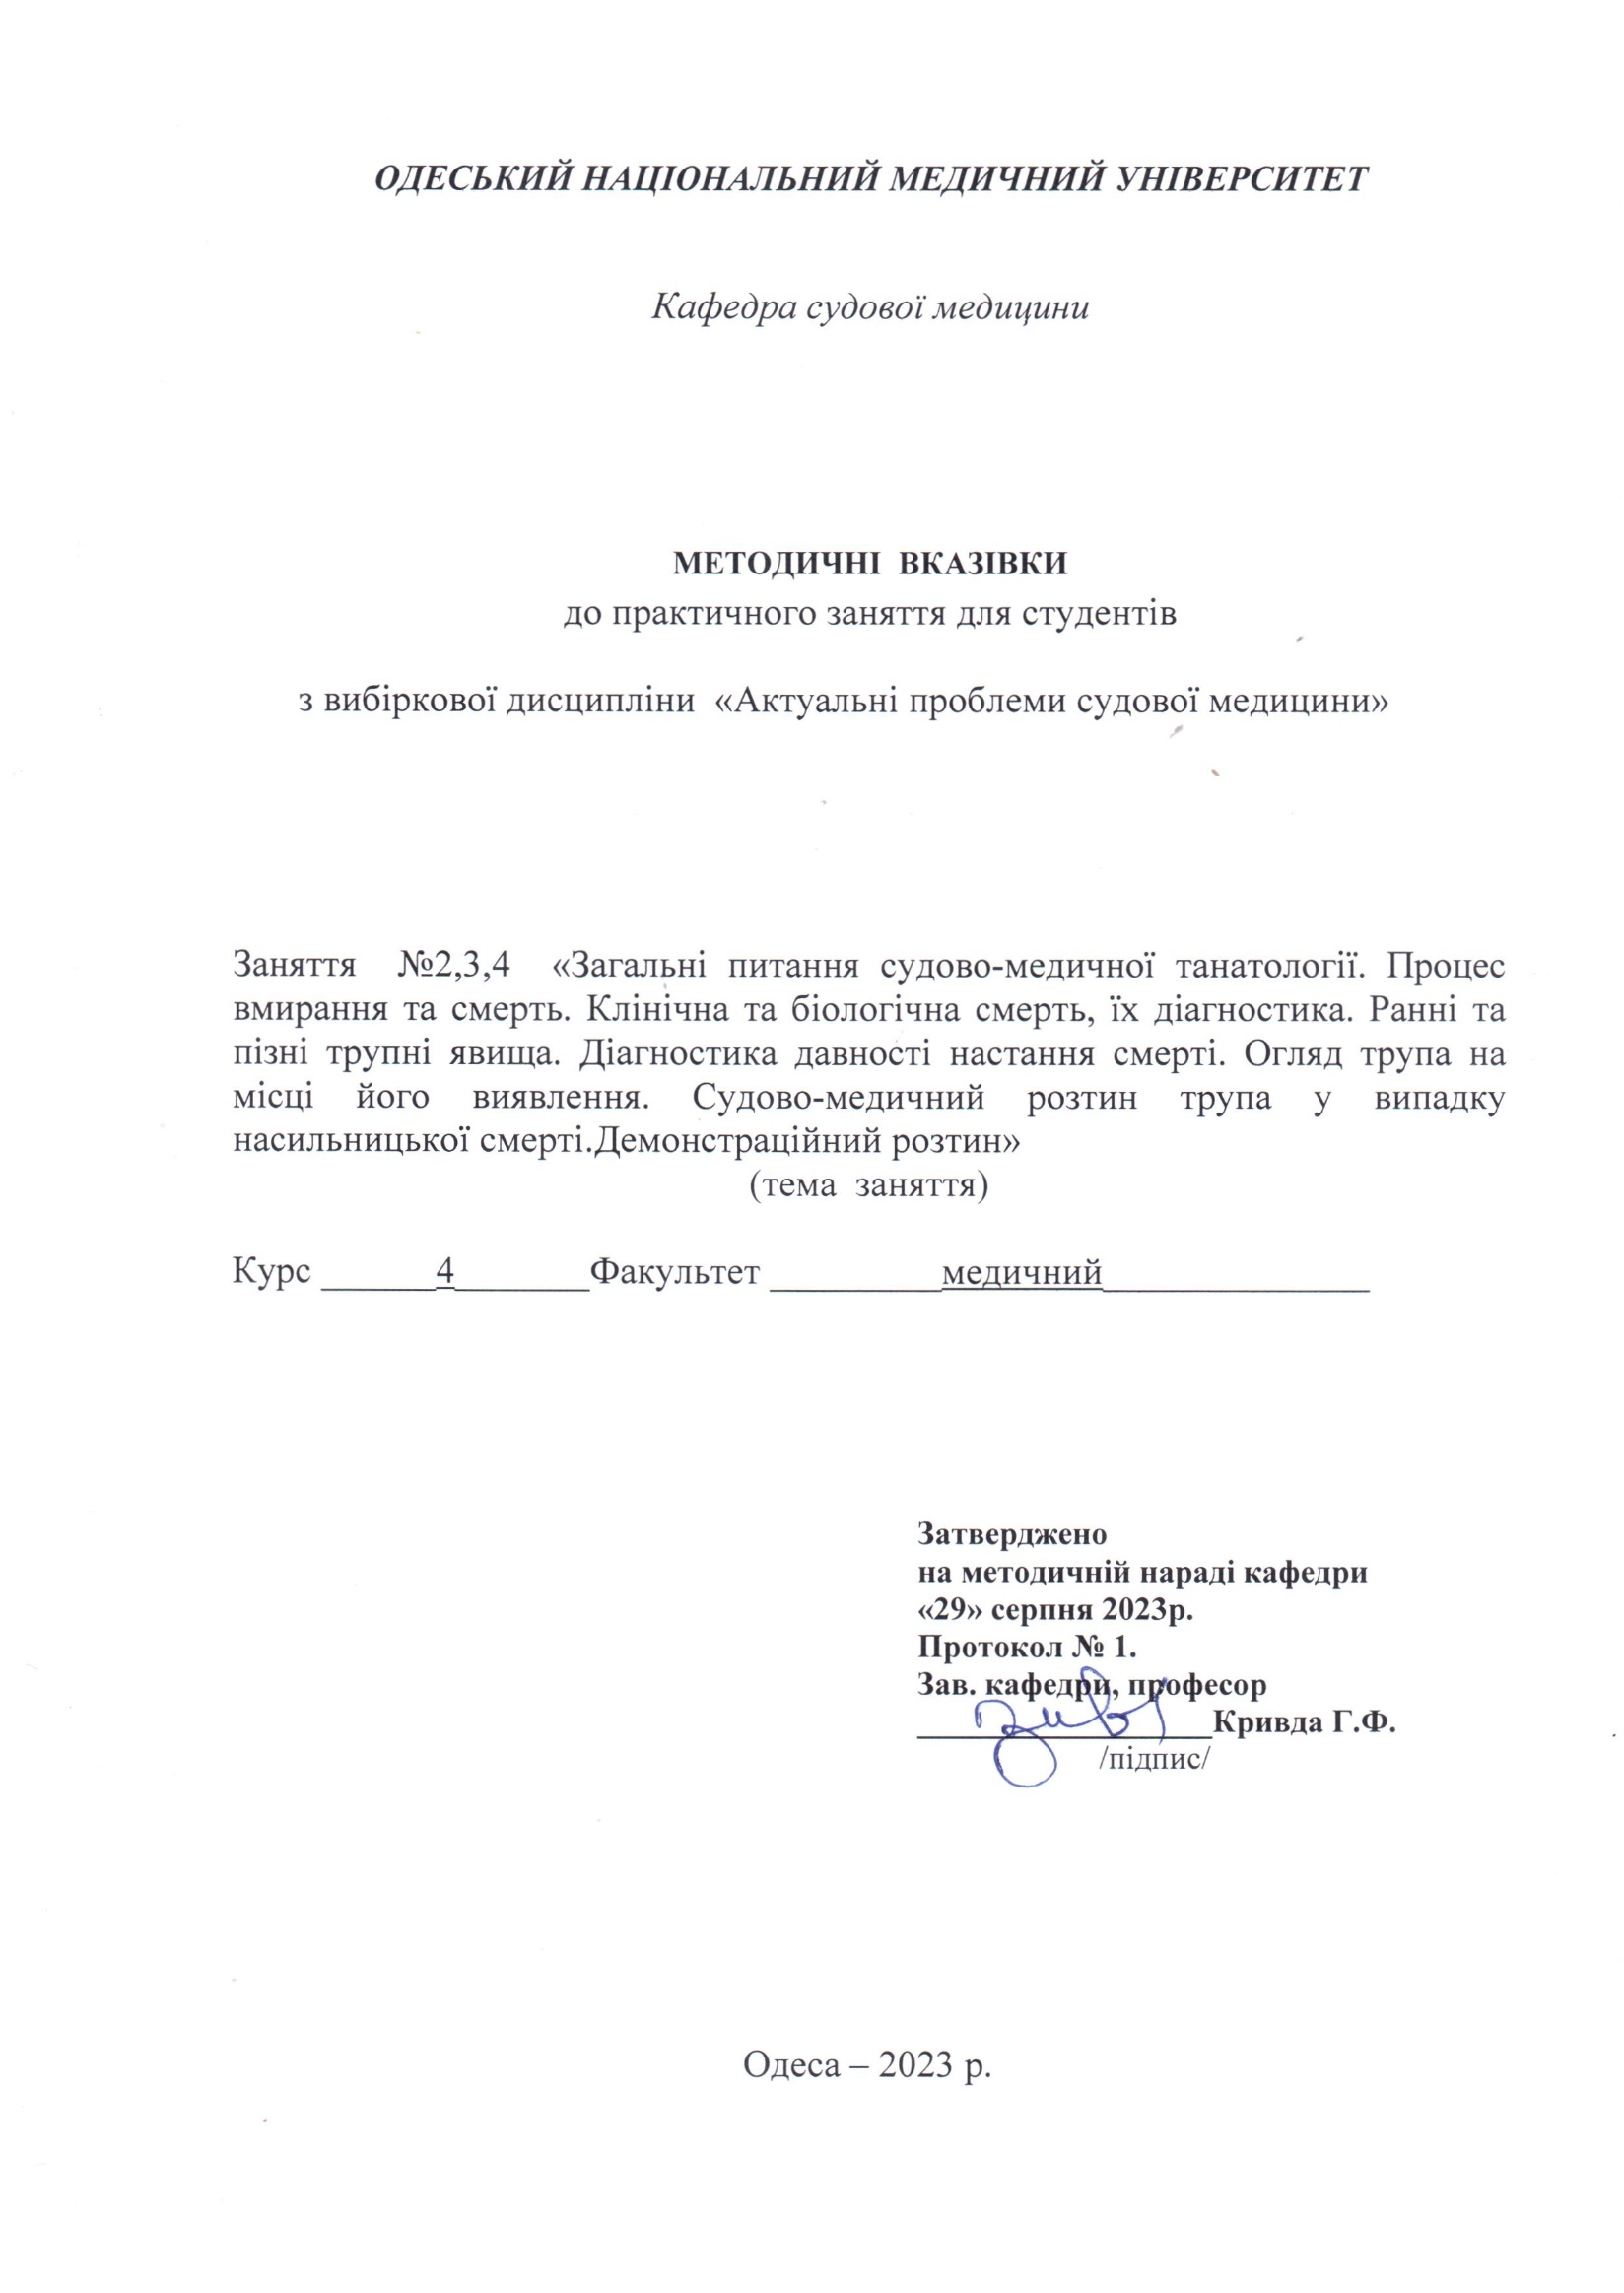 ОДЕСЬКИЙ НАЦІОНАЛЬНИЙ МЕДИЧНИЙ УНІВЕРСИТЕТ
Кафедра судової медицини
МЕТОДИЧНІ ВКАЗІВКИ
до практичного заняття для студентів
з вибіркової дисципліни «Актуальні проблеми судової медицини»
Заняття №2,3,4 «Загальні питання судово-медичної танатології. Процес
вмирання та смерть. Клінічна та біологічна смерть, їх діагностика. Ранні та
пізні трупні явища. Діагностика давності настання смерті. Огляд трупа на
місці його виявлення. Судово-медичний розтин трупа у випадку
насильницької смерті.Демонстраційний розтин»
(тема заняття)
Курс ______4_______Факультет _________медичний______________
Затверджено
на методичній нараді кафедри
«29» серпня 2023р.
Протокол № 1.
Зав. кафедри, професор
________________Кривда Г.Ф.
/підпис/
Одеса – 2023 р.